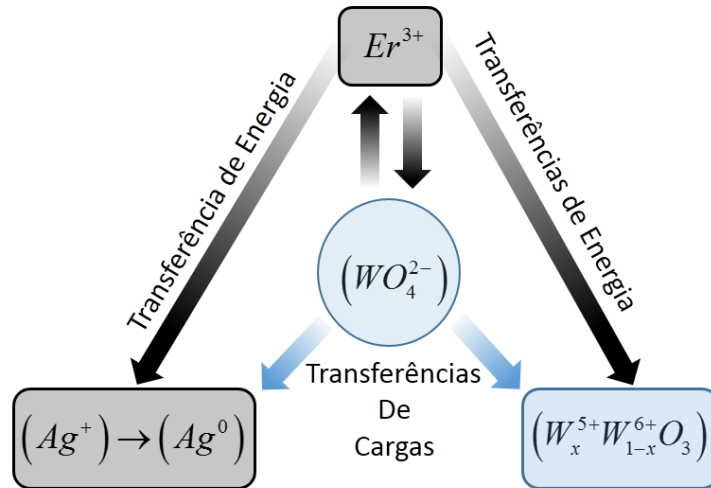 Er³⁺
Transferência de Energia
Transferências de Energia
(WO₄²⁻)
Transferências
De
Cargas
(Ag⁺) → (Ag⁰)
(Wₓ⁵⁺W₁₋ₓ⁶⁺O₃)